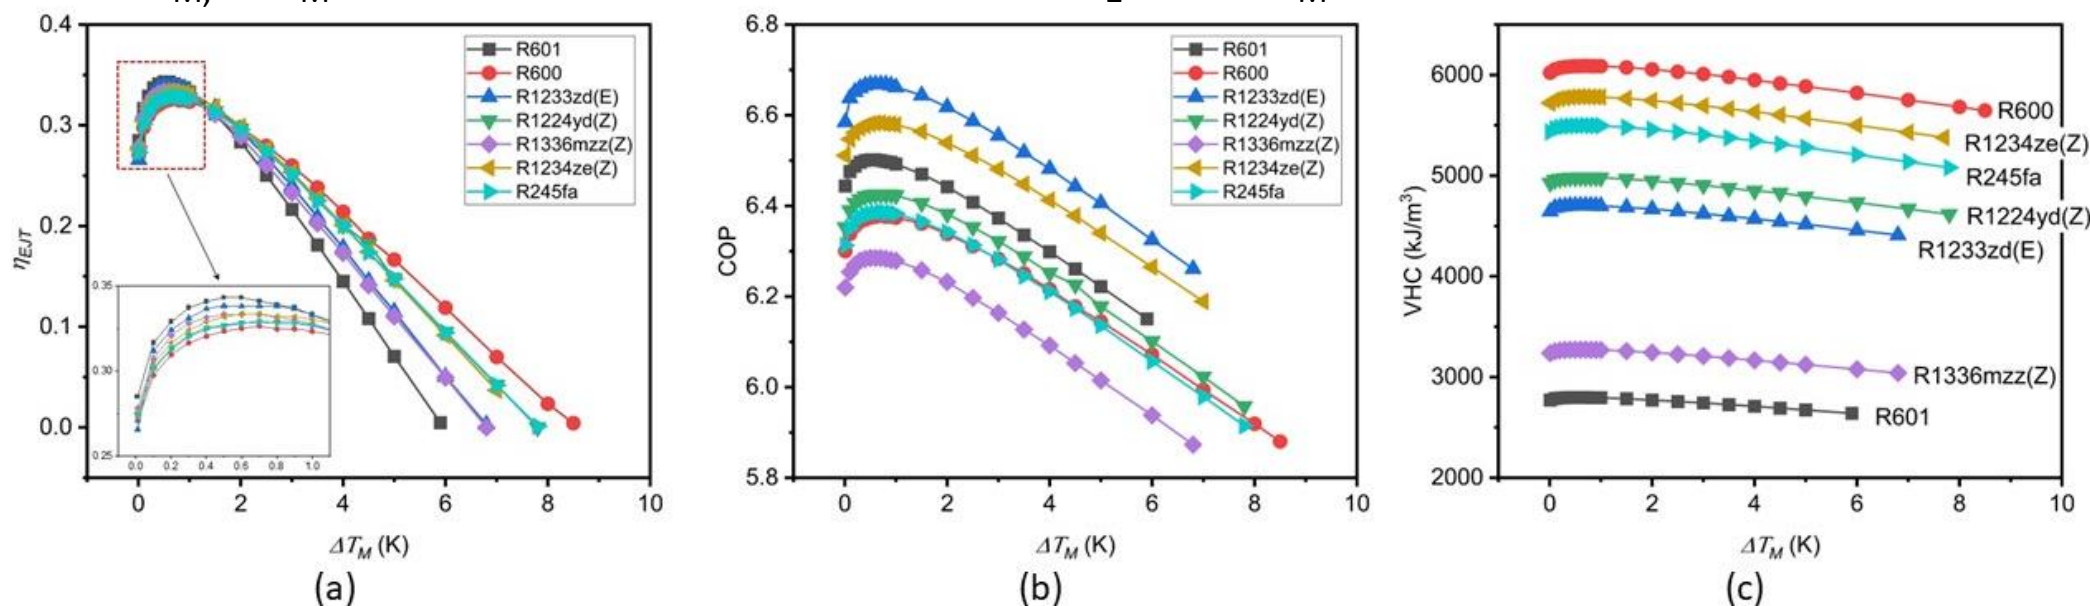 0.4
0.3
0.2
0.1
0.0
η_EJT
R601
R600
R1233zd(E)
R1224yd(Z)
R1336mzz(Z)
R1234ze(Z)
R245fa
0.35
0.30
0.25
0.0 0.2 0.4 0.6 0.8 1.0
0 2 4 6 8 10
ΔT_M (K)
(a)
6.8
6.6
6.4
6.2
6.0
5.8
COP
R601
R600
R1233zd(E)
R1224yd(Z)
R1336mzz(Z)
R1234ze(Z)
R245fa
0 2 4 6 8 10
ΔT_M (K)
(b)
6000
5000
4000
3000
2000
VHC (kJ/m³)
R600
R1234ze(Z)
R245fa
R1224yd(Z)
R1233zd(E)
R1336mzz(Z)
R601
0 2 4 6 8 10
ΔT_M (K)
(c)